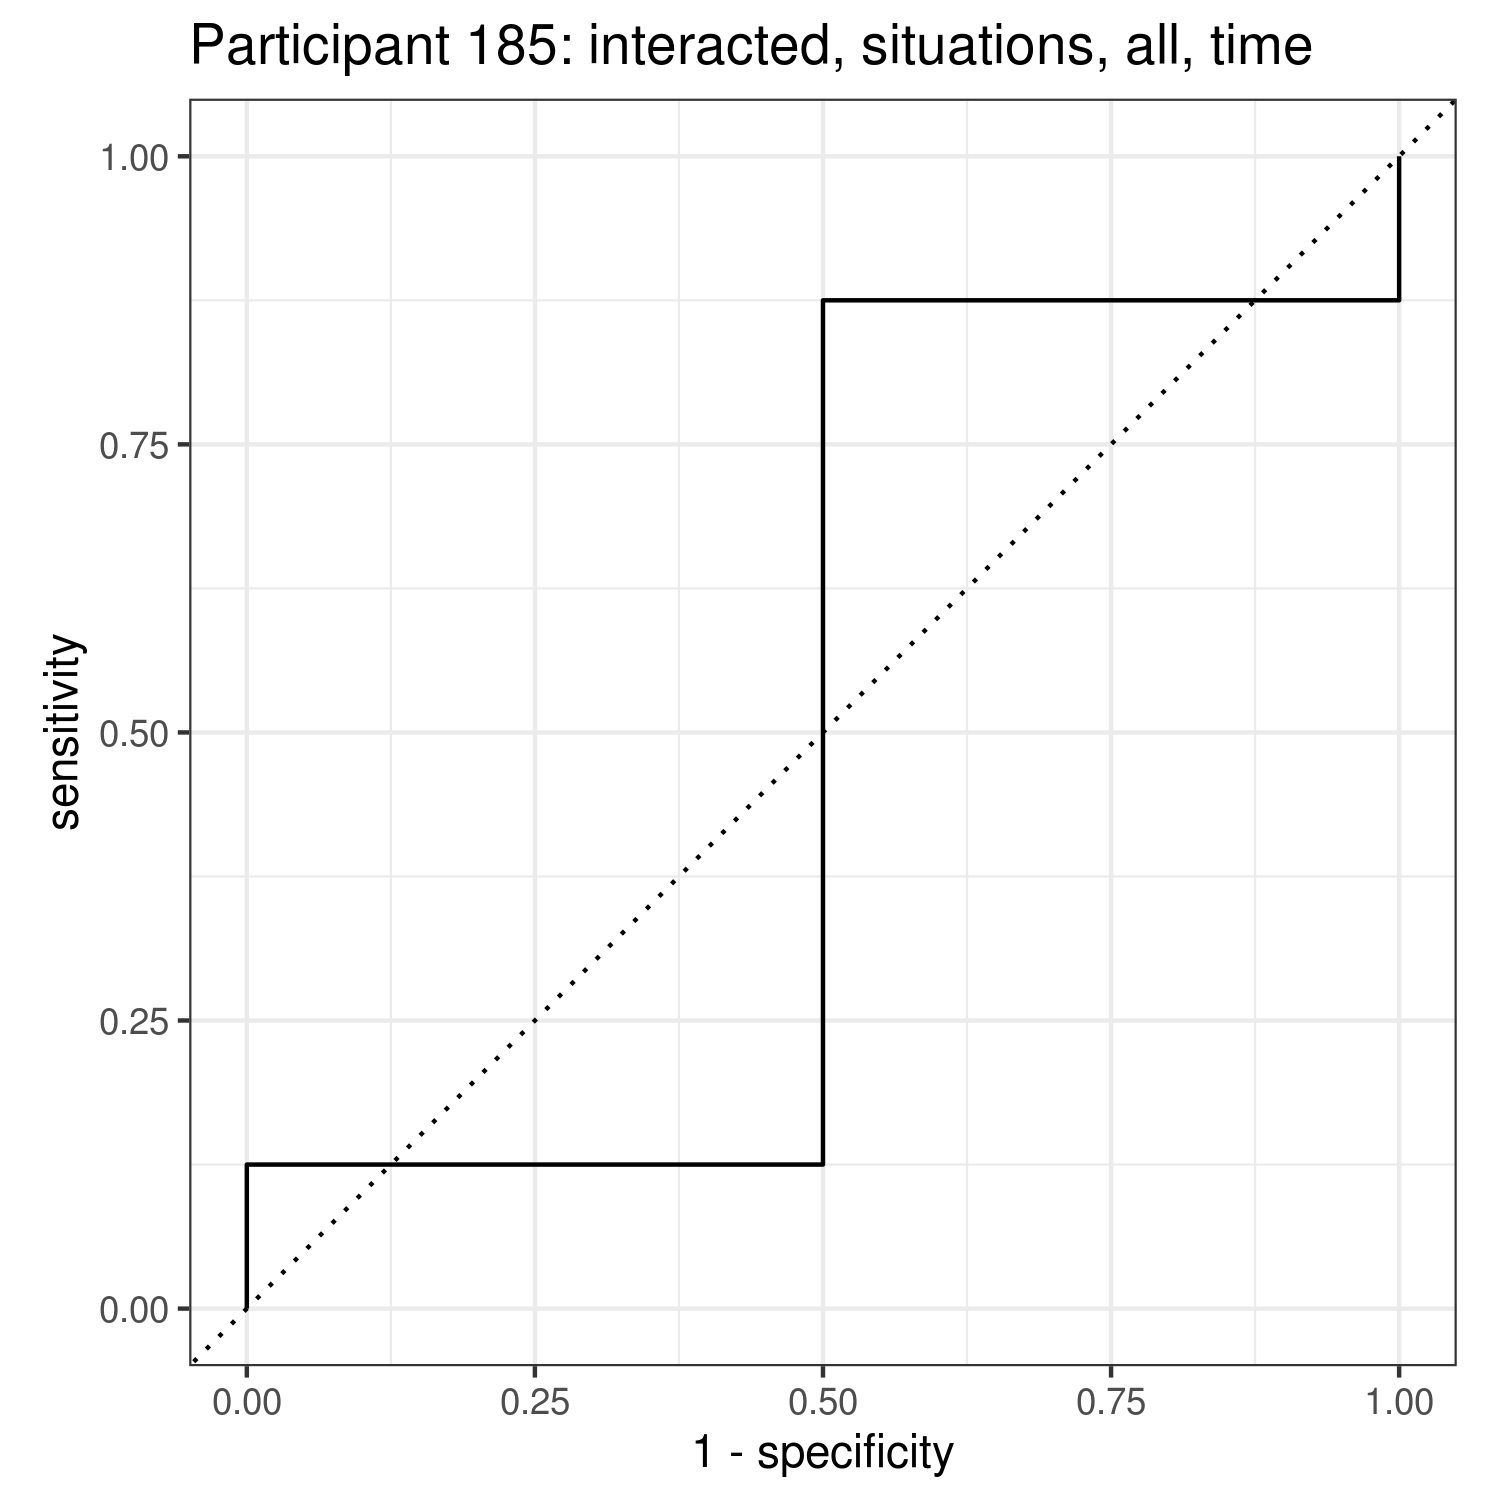 Participant 185: interacted, situations, all, time
1.00
0.75
0.50
0.25
0.00
sensitivity
0.00 0.25 0.50 0.75 1.00
1 - specificity